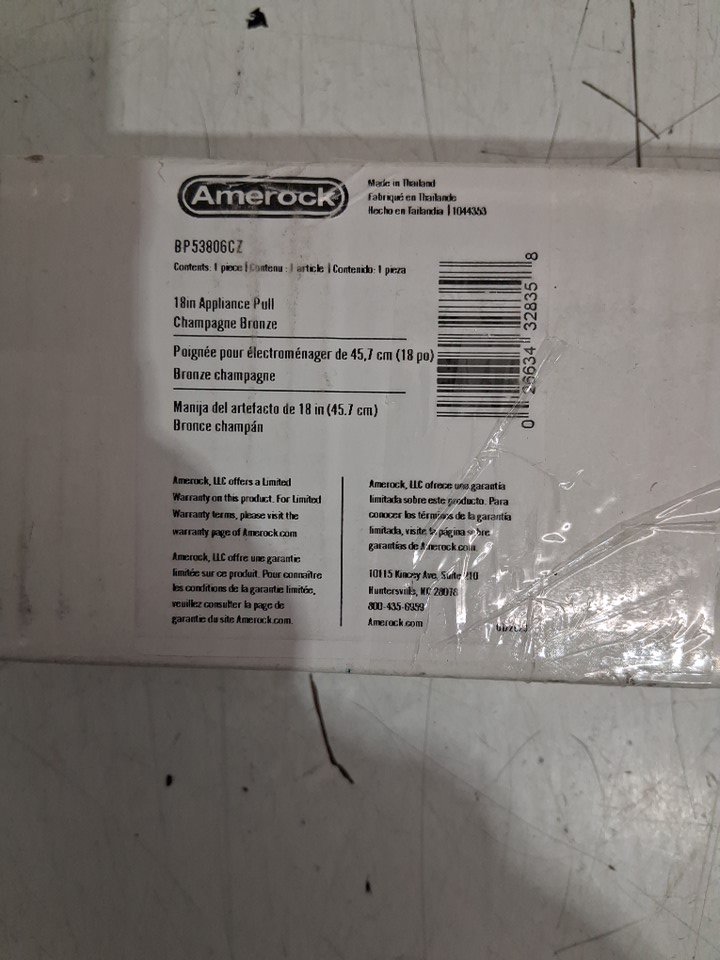 Amerock
Made in Thailand
Fabriqué en Thaïlande
Hecho en Tailandia | 1044353
BP53806CZ
Contents: 1 piece | Contenu : 1 article | Contenido: 1 pieza
18in Appliance Pull
Champagne Bronze
Poignée pour électroménager de 45,7 cm (18 po)
Bronze champagne
Manija del artefacto de 18 in (45.7 cm)
Bronce champán
0 26634 32835 8
Amerock, LLC offers a Limited
Warranty on this product. For Limited
Warranty terms, please visit the
warranty page of Amerock.com
Amerock, LLC offre une garantie
limitée sur ce produit. Pour connaître
les conditions de la garantie limitée,
veuillez consulter la page de
garantie du site Amerock.com.
Amerock, LLC ofrece una garantía
limitada sobre este producto. Para
conocer los términos de la garantía
limitada, visite la página sobre
garantías de Amerock.com.
10115 Kincey Ave, Suite 210
Huntersville, NC 28078
800-435-6959
Amerock.com